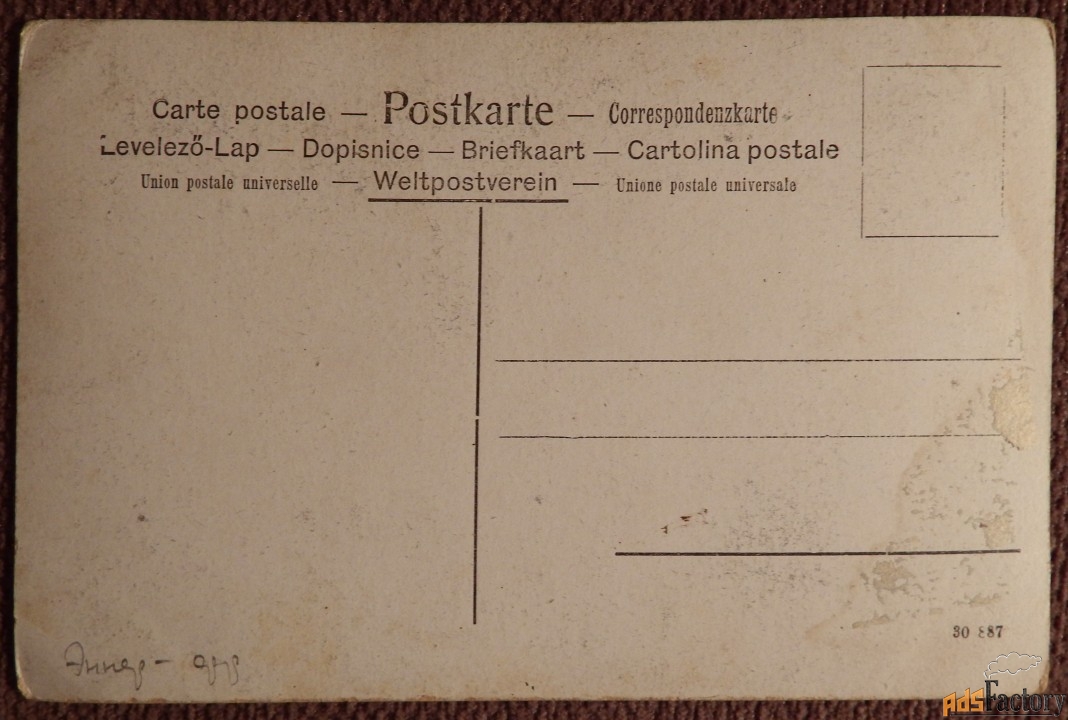 Carte postale — Postkarte — Correspondenzkarte
Levelező-Lap — Dopisnice — Briefkaart — Cartolina postale
Union postale universelle — Weltpostverein — Unione postale universale
30 887
AdsFactory